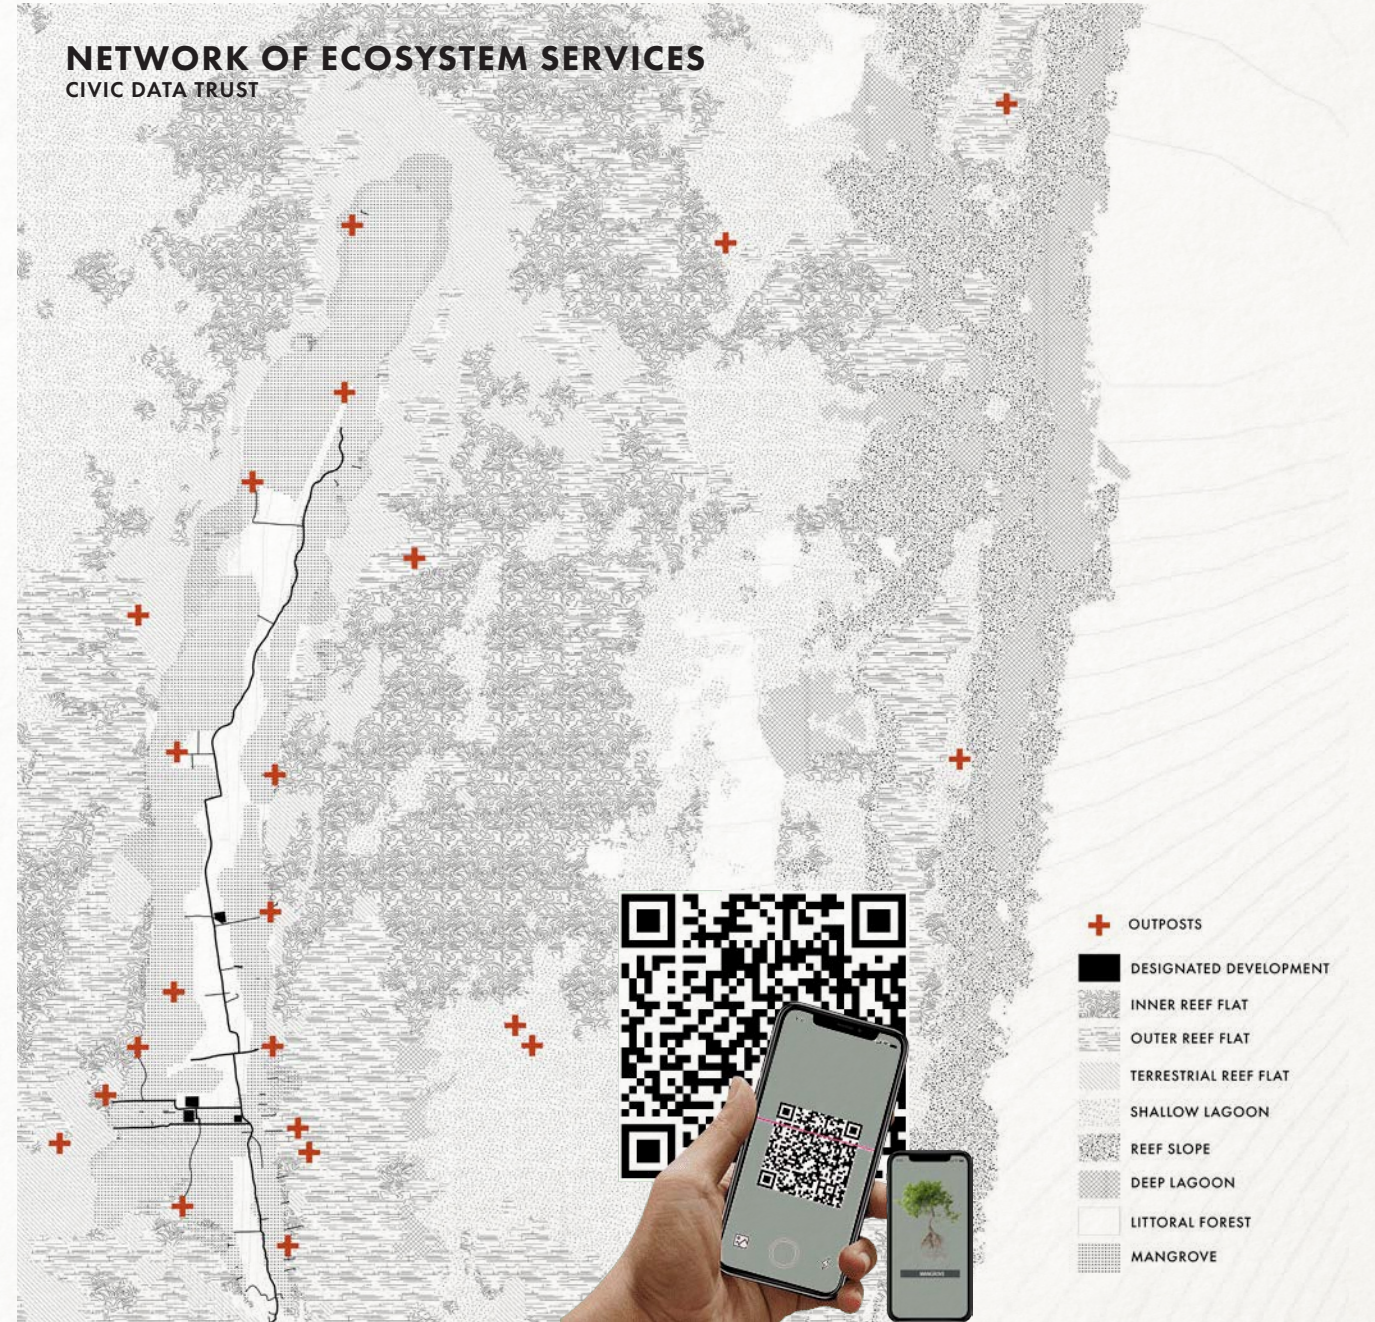 NETWORK OF ECOSYSTEM SERVICES
CIVIC DATA TRUST
OUTPOSTS
DESIGNATED DEVELOPMENT
INNER REEF FLAT
OUTER REEF FLAT
TERRESTRIAL REEF FLAT
SHALLOW LAGOON
REEF SLOPE
DEEP LAGOON
LITTORAL FOREST
MANGROVE
MANGROVE